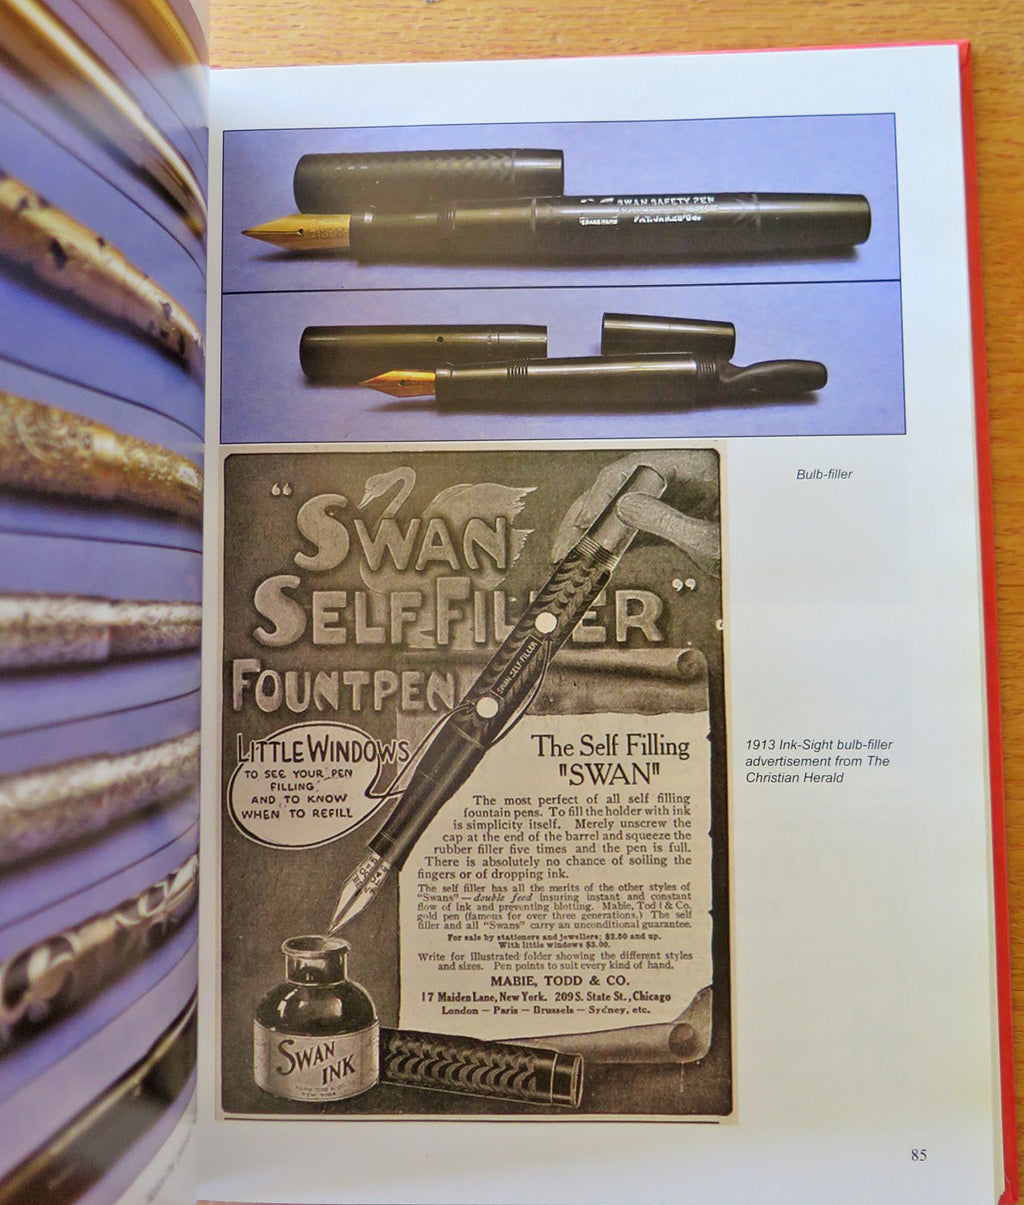 SWAN SAFETY PEN
Bulb-filler
"SWAN
SELF FILLER"
FOUNTPEN
SWAN SELF FILLER
LITTLE WINDOWS
TO SEE YOUR PEN
FILLING
AND TO KNOW
WHEN TO REFILL
The Self Filling
"SWAN"
The most perfect of all self filling
fountain pens. To fill the holder with ink
is simplicity itself. Merely unscrew the
cap at the end of the barrel and squeeze the
rubber filler five times and the pen is full.
There is absolutely no chance of soiling the
fingers or of dropping ink.
The self filler has all the merits of the other styles of
"Swans"—double feed insuring instant and constant
flow of ink and preventing blotting. Mabie, Todd & Co.
gold pen (famous for over three generations.) The self
filler and all "Swans" carry an unconditional guarantee.
For sale by stationers and jewellers; $2.50 and up.
With little windows $3.00.
Write for illustrated folder showing the different styles
and sizes. Pen points to suit every kind of hand.
MABIE, TODD & CO.
17 Maiden Lane, New York. 209 S. State St., Chicago
London — Paris — Brussels — Sydney, etc.
SWAN
INK
MABIE TODD & CO.
NEW YORK
1913 Ink-Sight bulb-filler
advertisement from The
Christian Herald
85